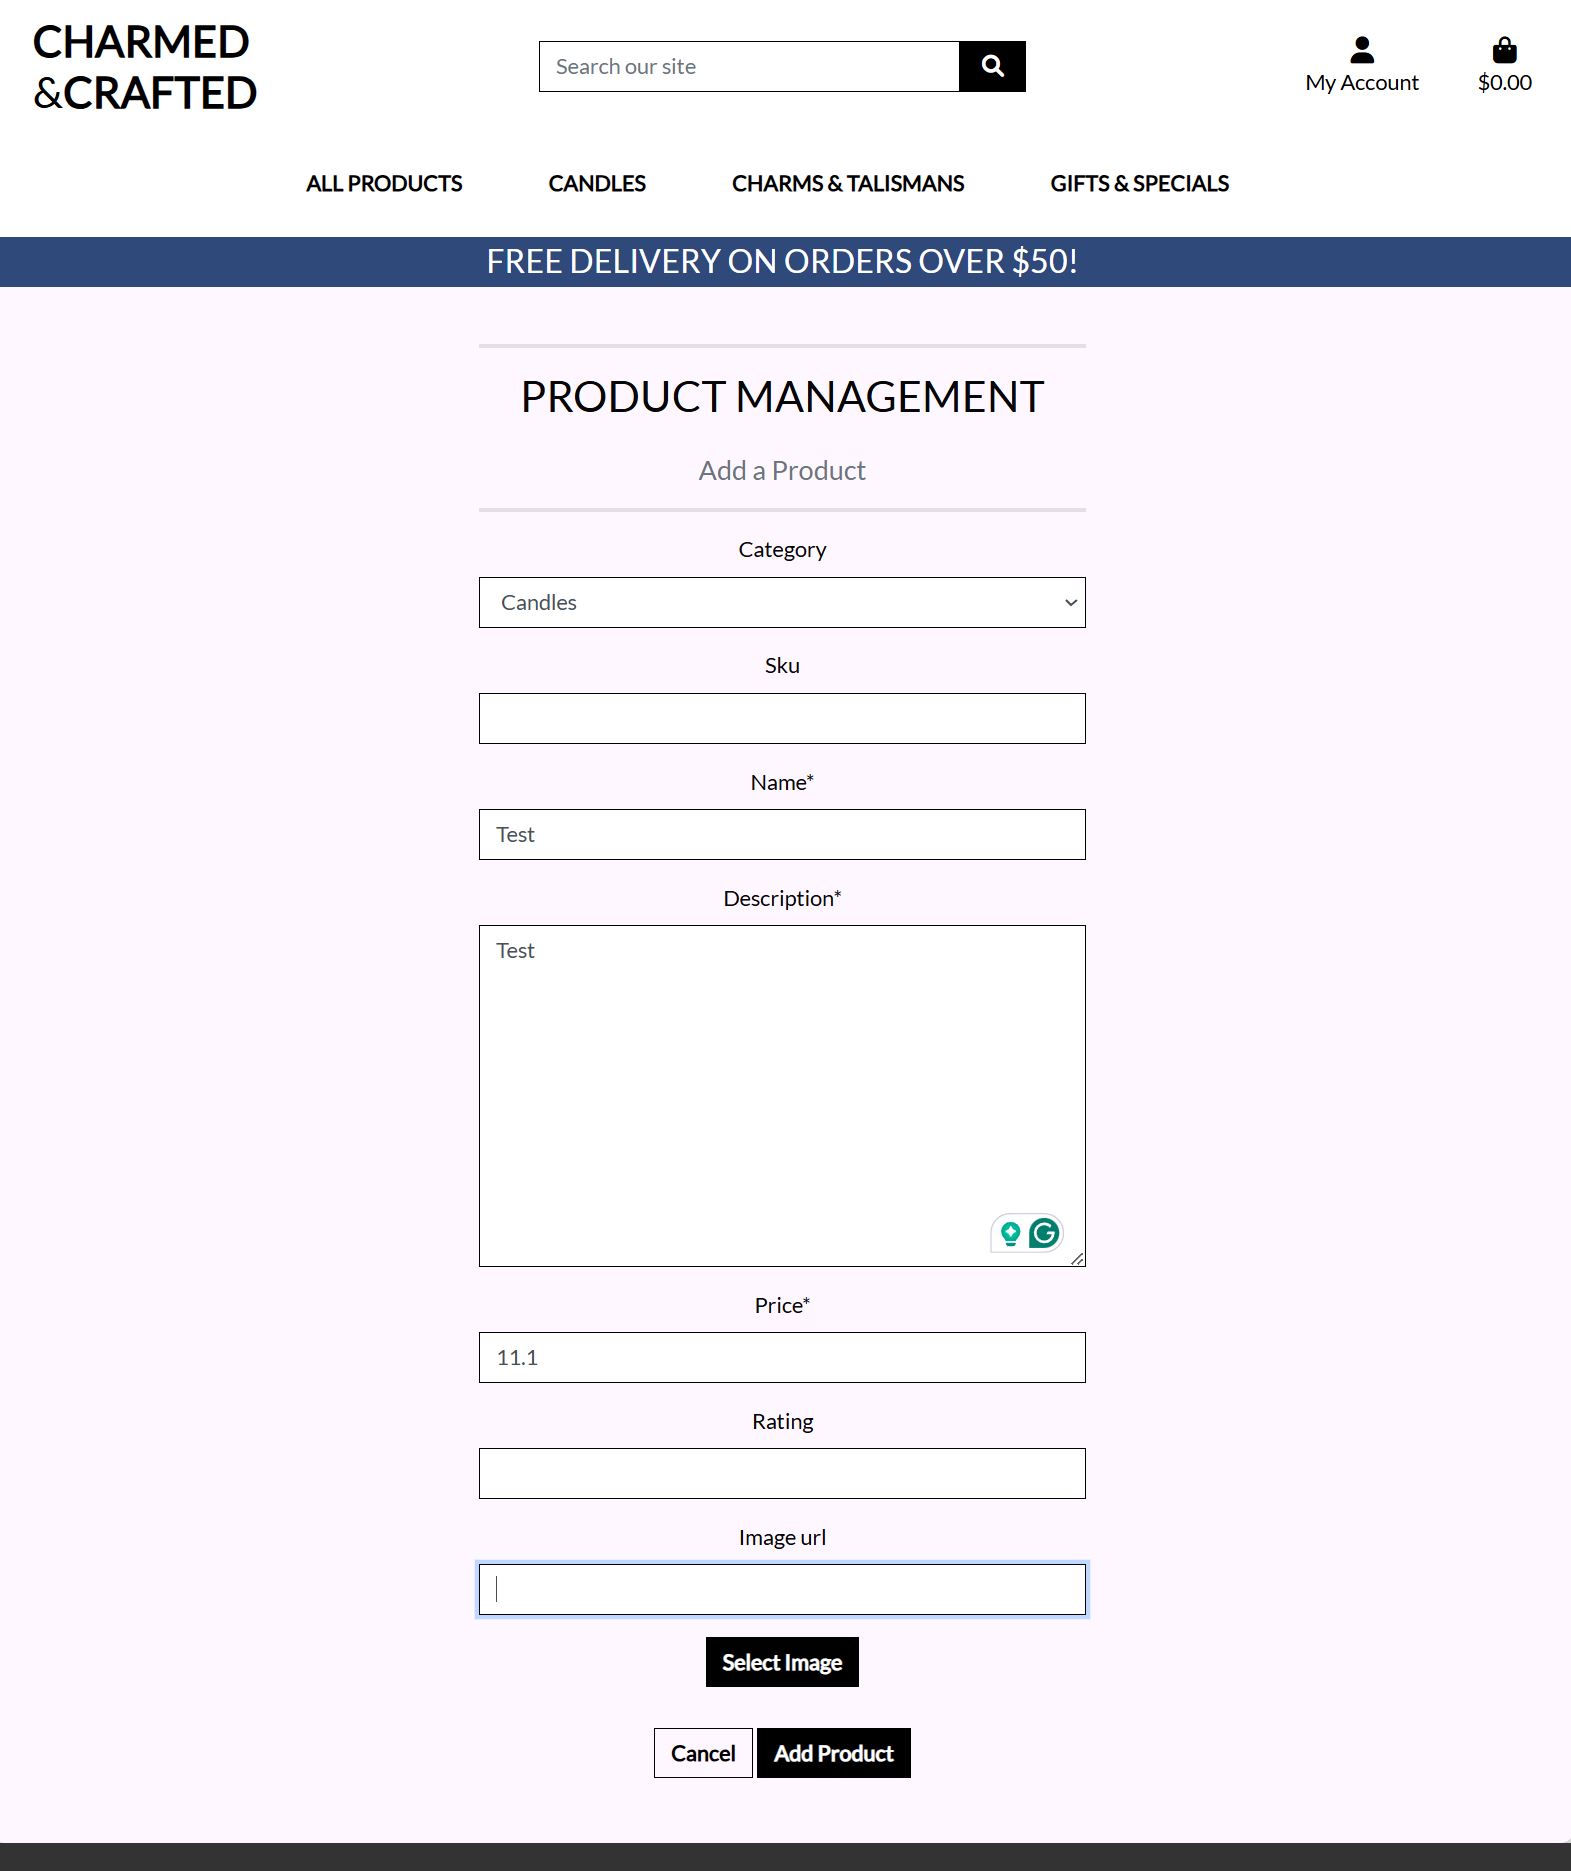 CHARMED
&CRAFTED
Search our site
My Account
$0.00
ALL PRODUCTS
CANDLES
CHARMS & TALISMANS
GIFTS & SPECIALS
FREE DELIVERY ON ORDERS OVER $50!
PRODUCT MANAGEMENT
Add a Product
Category
Candles
Sku
Name*
Test
Description*
Test
Price*
11.1
Rating
Image url
Select Image
Cancel
Add Product